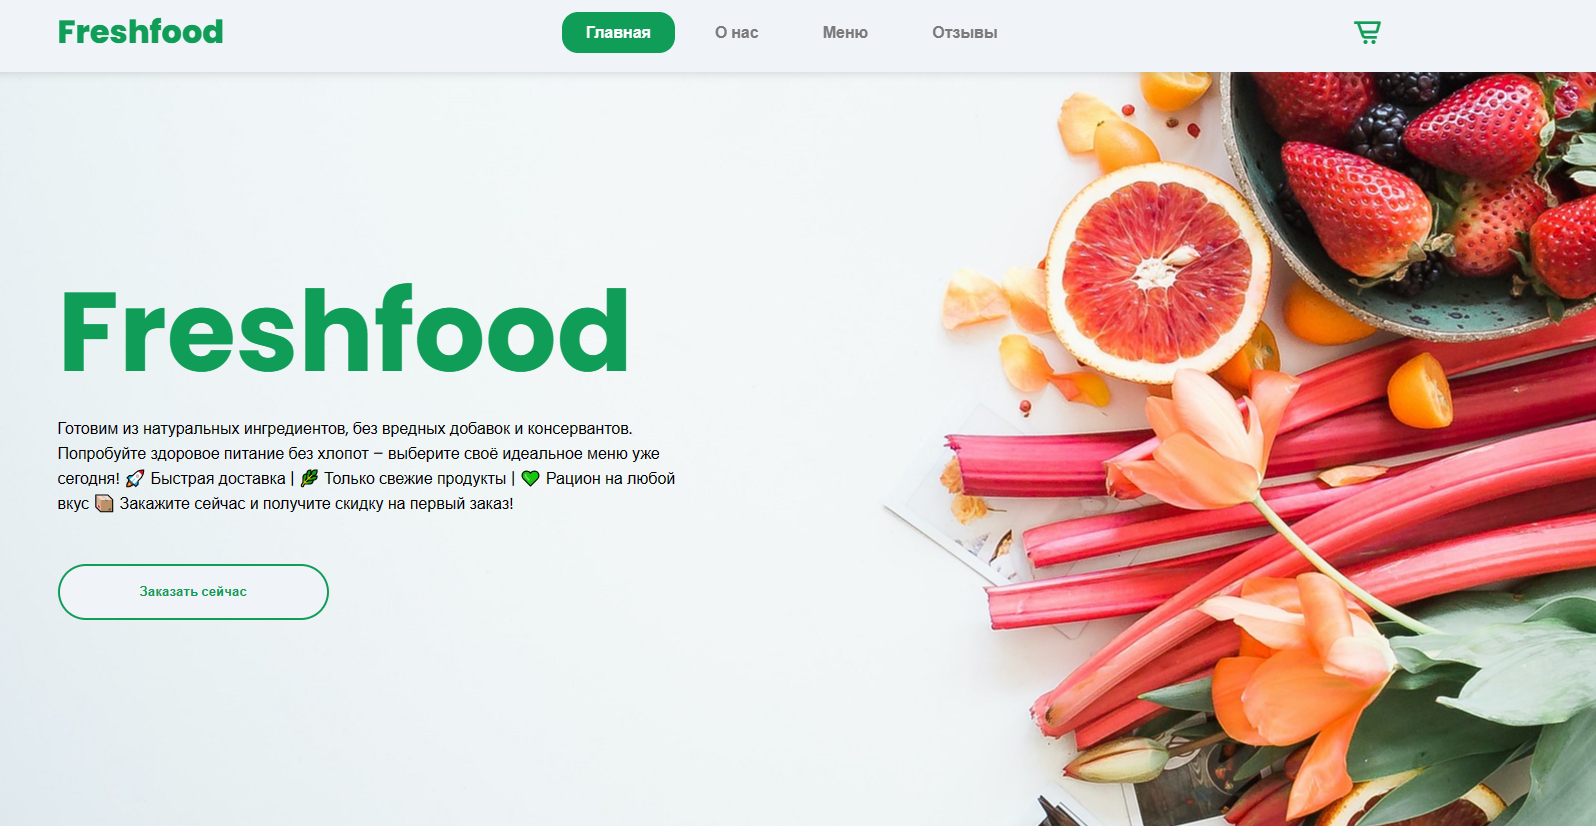 Freshfood
Главная
О нас
Меню
Отзывы
Freshfood
Готовим из натуральных ингредиентов, без вредных добавок и консервантов.
Попробуйте здоровое питание без хлопот – выберите своё идеальное меню уже
сегодня! 🚀 Быстрая доставка | 🌿 Только свежие продукты | 💚 Рацион на любой
вкус 📦 Закажите сейчас и получите скидку на первый заказ!
Заказать сейчас